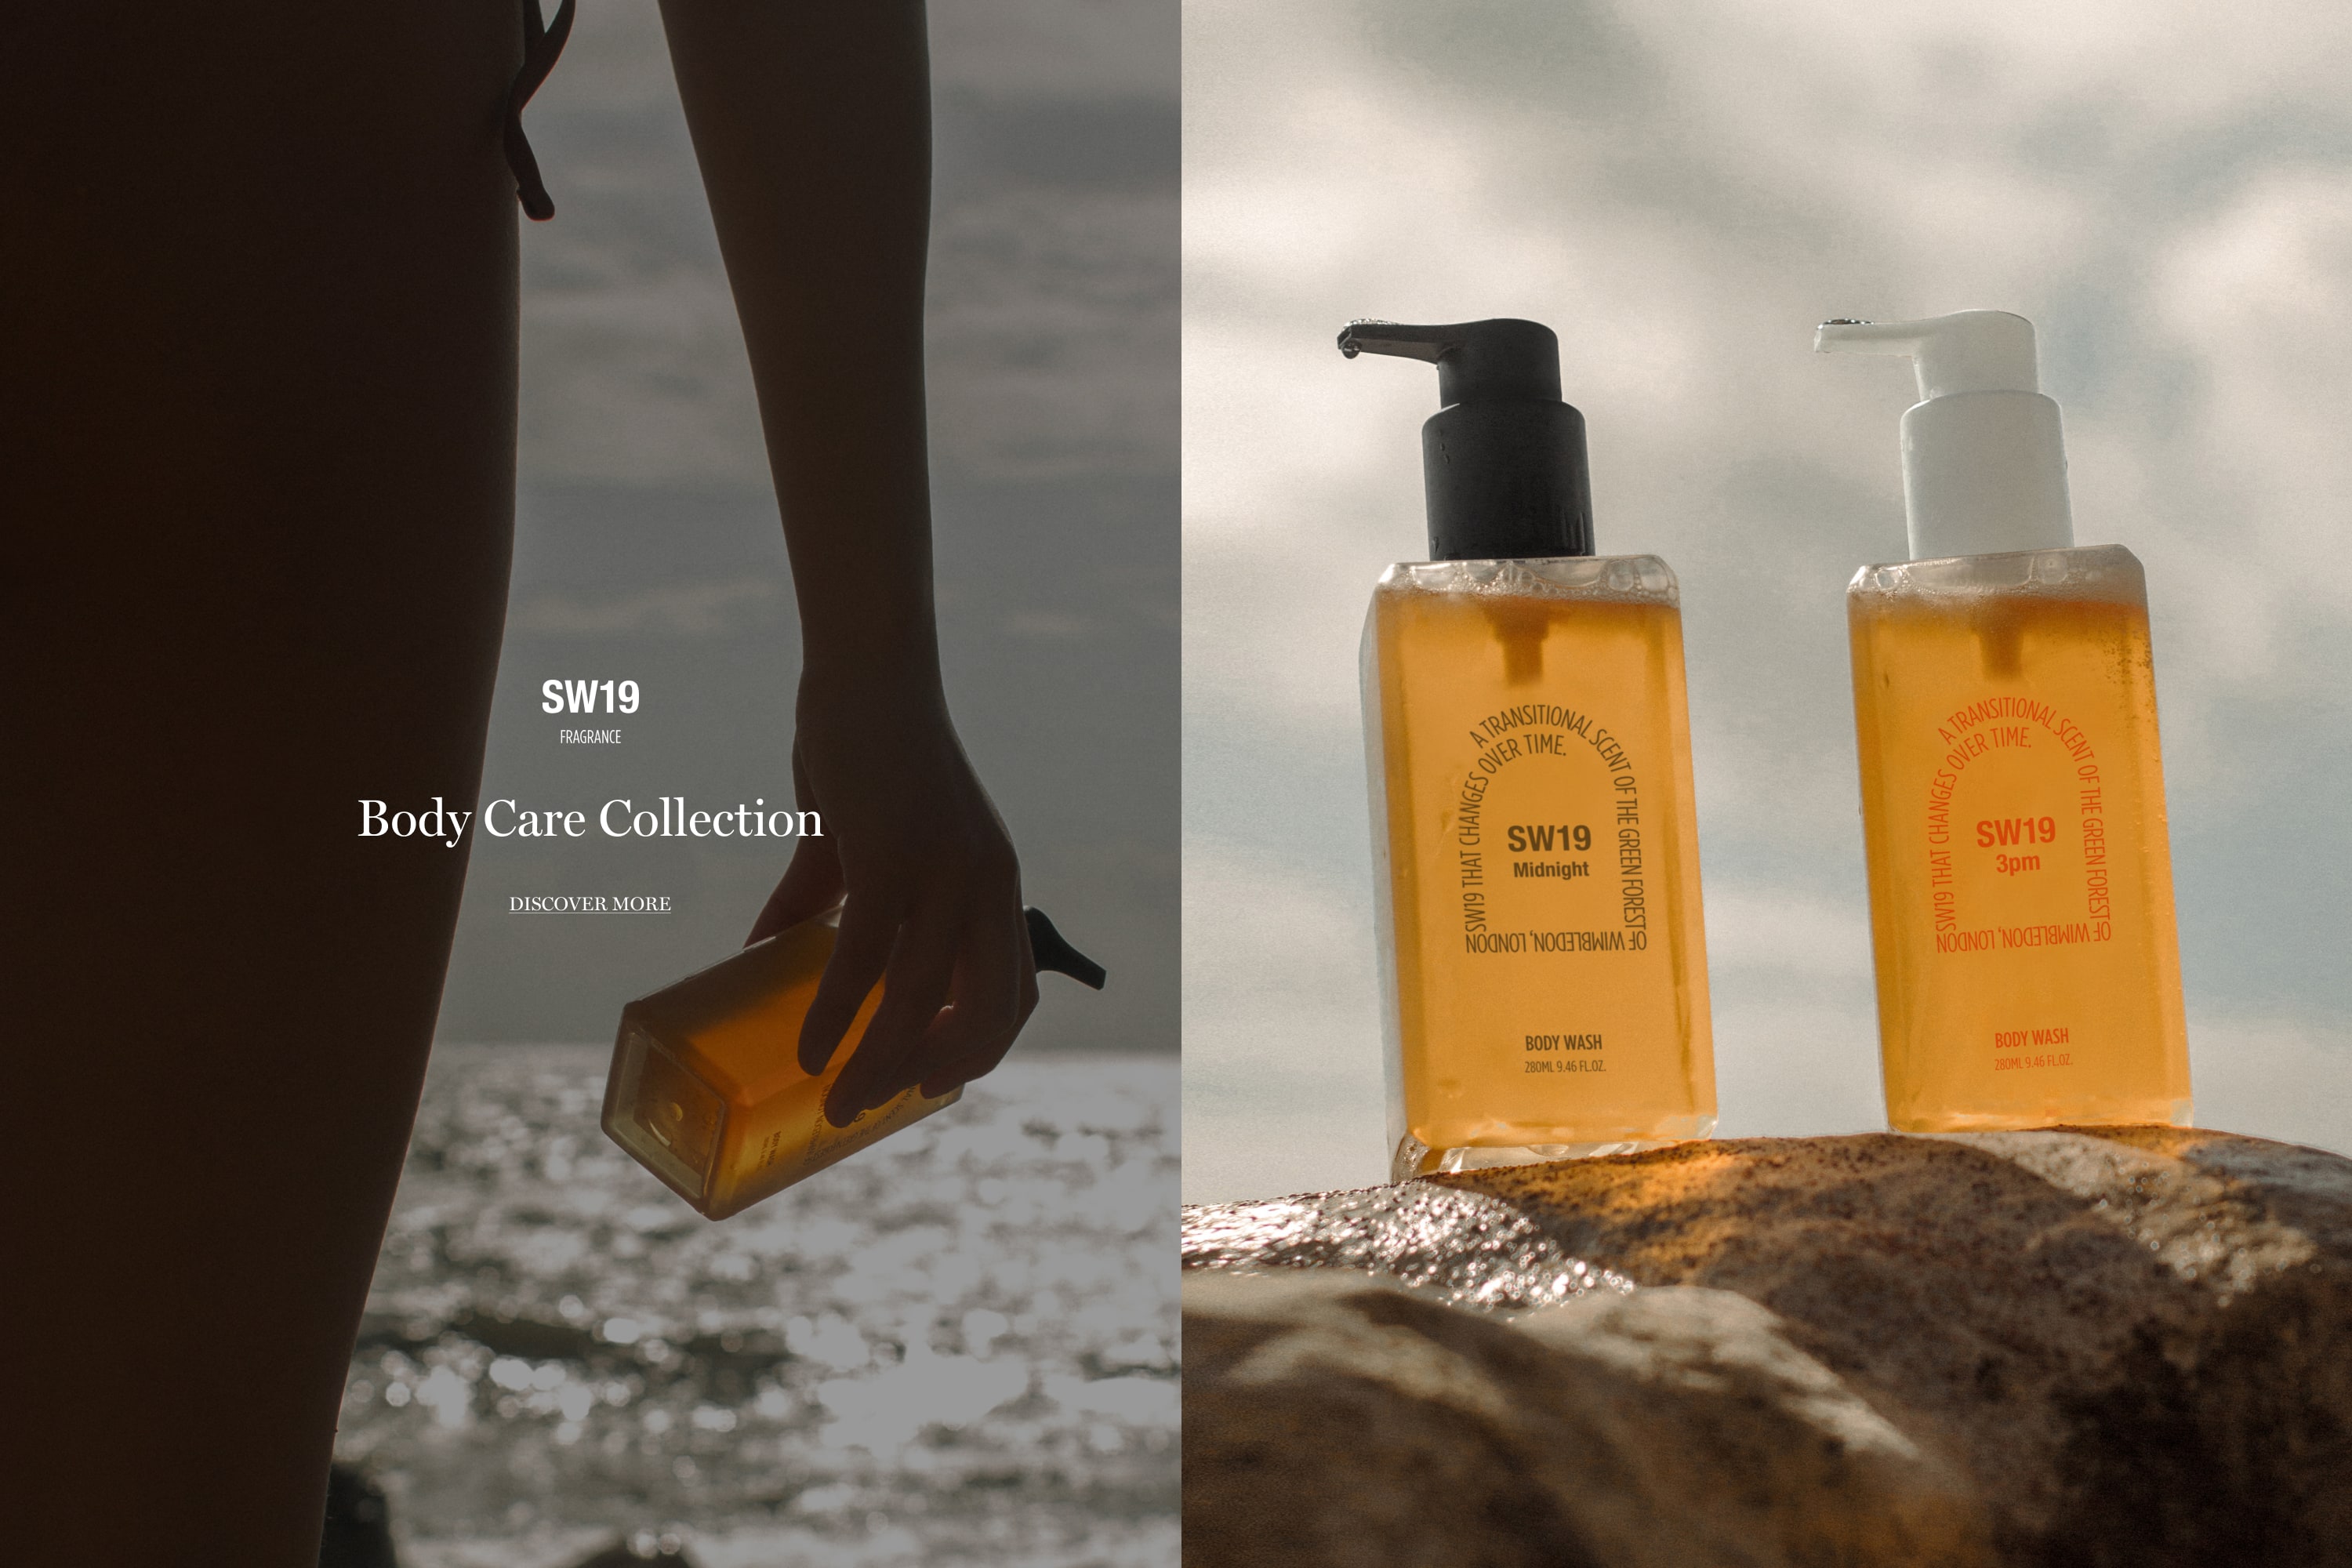 SW19
FRAGRANCE
Body Care Collection
DISCOVER MORE
SW19 THAT CHANGES OVER TIME.
A TRANSITIONAL SCENT OF THE GREEN FOREST
OF WIMBLEDON, LONDON
SW19
Midnight
BODY WASH
280ML 9.46 FL.OZ.
SW19 THAT CHANGES OVER TIME.
A TRANSITIONAL SCENT OF THE GREEN FOREST
OF WIMBLEDON, LONDON
SW19
3pm
BODY WASH
280ML 9.46 FL.OZ.